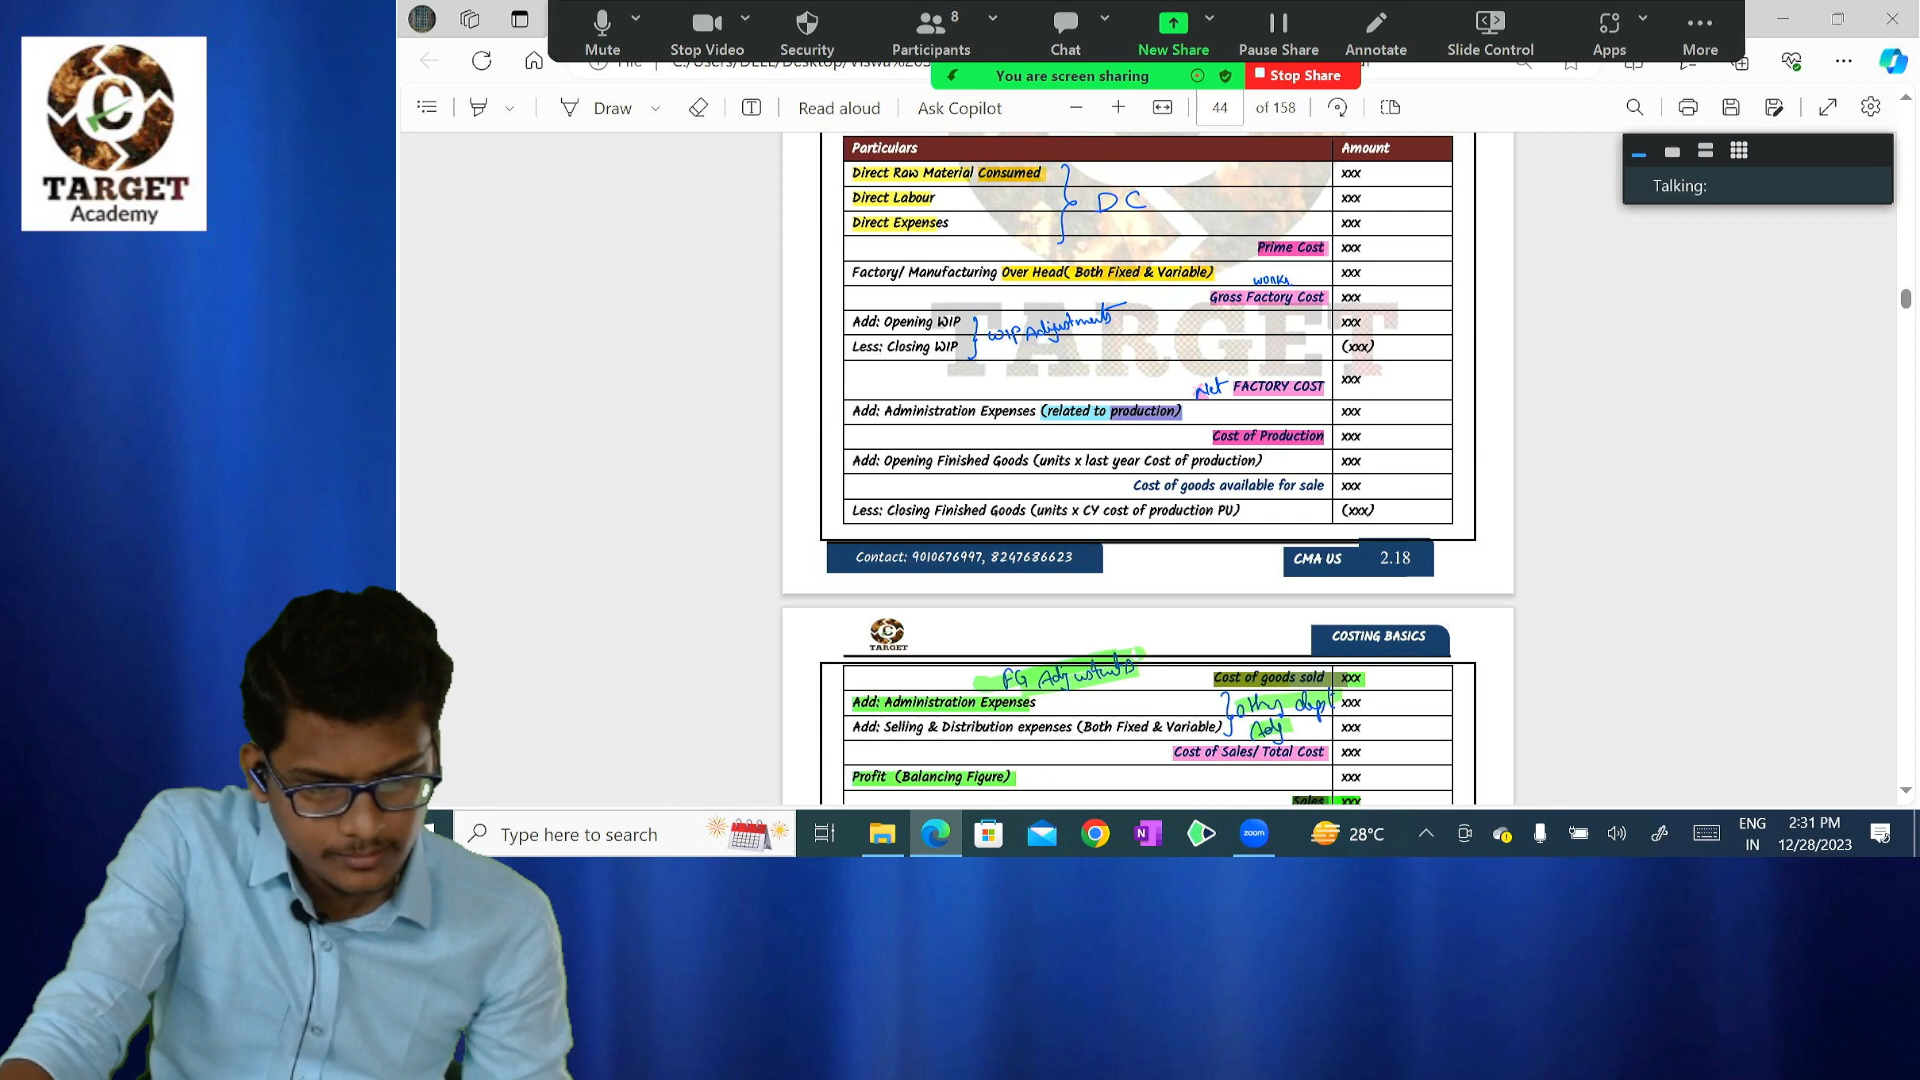 TARGET
Academy
Mute
Stop Video
Security
Participants
8
Chat
New Share
Pause Share
Annotate
Slide Control
Apps
More
You are screen sharing
Stop Share
Draw
Read aloud
Ask Copilot
44
of 158
Talking:
Particulars
Amount
Direct Raw Material Consumed
xxx
Direct Labour
DC
xxx
Direct Expenses
xxx
Prime Cost
xxx
Factory/ Manufacturing Over Head( Both Fixed & Variable)
xxx
works
Gross Factory Cost
xxx
Add: Opening WIP
xxx
WIP Adjustments
Less: Closing WIP
(xxx)
Net FACTORY COST
xxx
Add: Administration Expenses (related to production)
xxx
Cost of Production
xxx
Add: Opening Finished Goods (units x last year Cost of production)
xxx
Cost of goods available for sale
xxx
Less: Closing Finished Goods (units x CY cost of production PU)
(xxx)
TARGET
Contact: 9010676997, 8247686623
CMA US
2.18
TARGET
COSTING BASICS
FG Adjustments
Cost of goods sold
xxx
Add: Administration Expenses
other dept
xxx
Add: Selling & Distribution expenses (Both Fixed & Variable)
Adj
xxx
Cost of Sales/ Total Cost
xxx
Profit (Balancing Figure)
xxx
Sales
xxx
Type here to search
zoom
28°C
ENG
IN
2:31 PM
12/28/2023